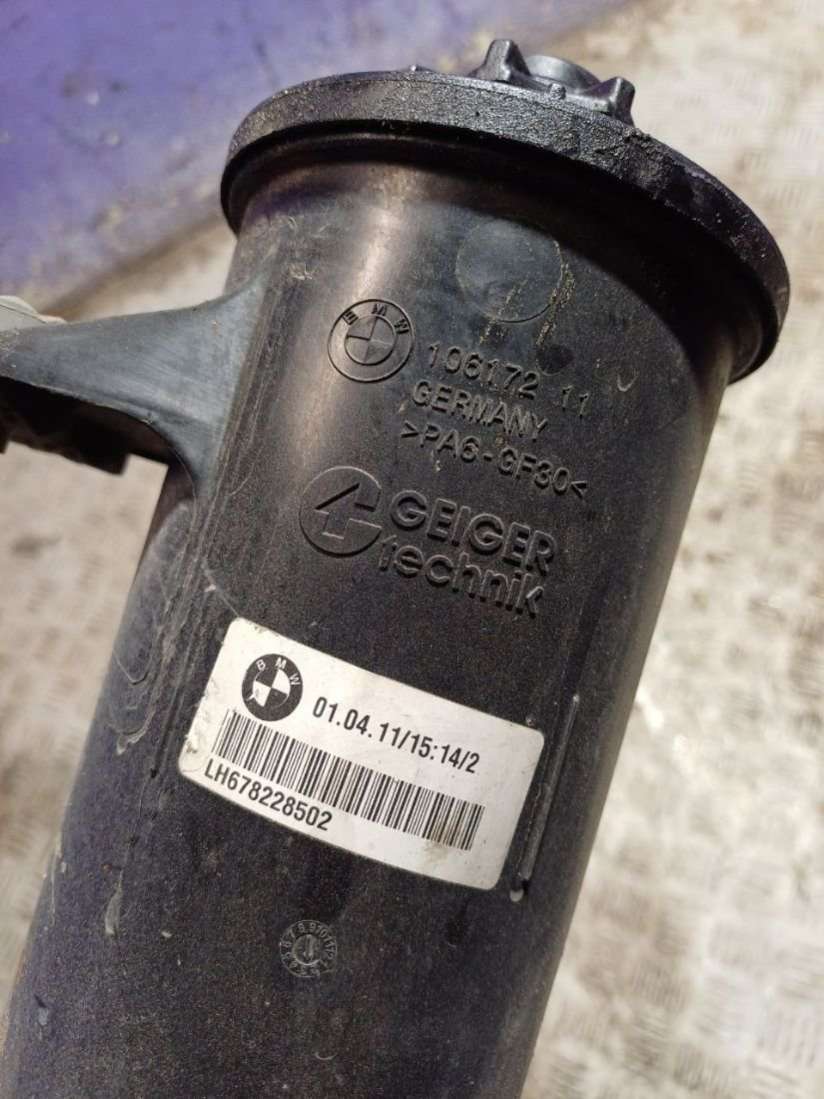 BMW
106172 11
GERMANY
>PA6-GF30<
GEIGER
technik
BMW
01.04.11/15:14/2
LH678228502